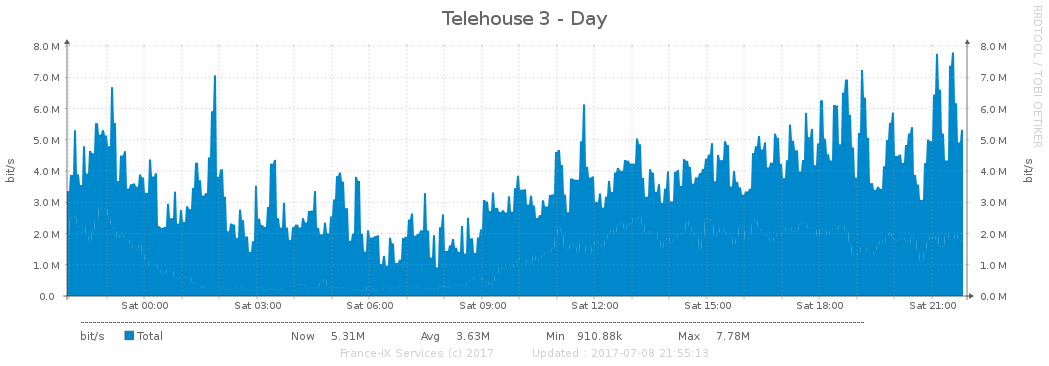 Telehouse 3 - Day
RRDTOOL / TOBI OETIKER
bit/s
8.0 M 8.0 M
7.0 M 7.0 M
6.0 M 6.0 M
5.0 M 5.0 M
4.0 M 4.0 M
3.0 M 3.0 M
2.0 M 2.0 M
1.0 M 1.0 M
0.0 0.0 M
bit/s
Sat 00:00 Sat 03:00 Sat 06:00 Sat 09:00 Sat 12:00 Sat 15:00 Sat 18:00 Sat 21:00
bit/s Total Now 5.31M Avg 3.63M Min 910.88k Max 7.78M
France-IX Services (c) 2017 Updated : 2017-07-08 21:55:13